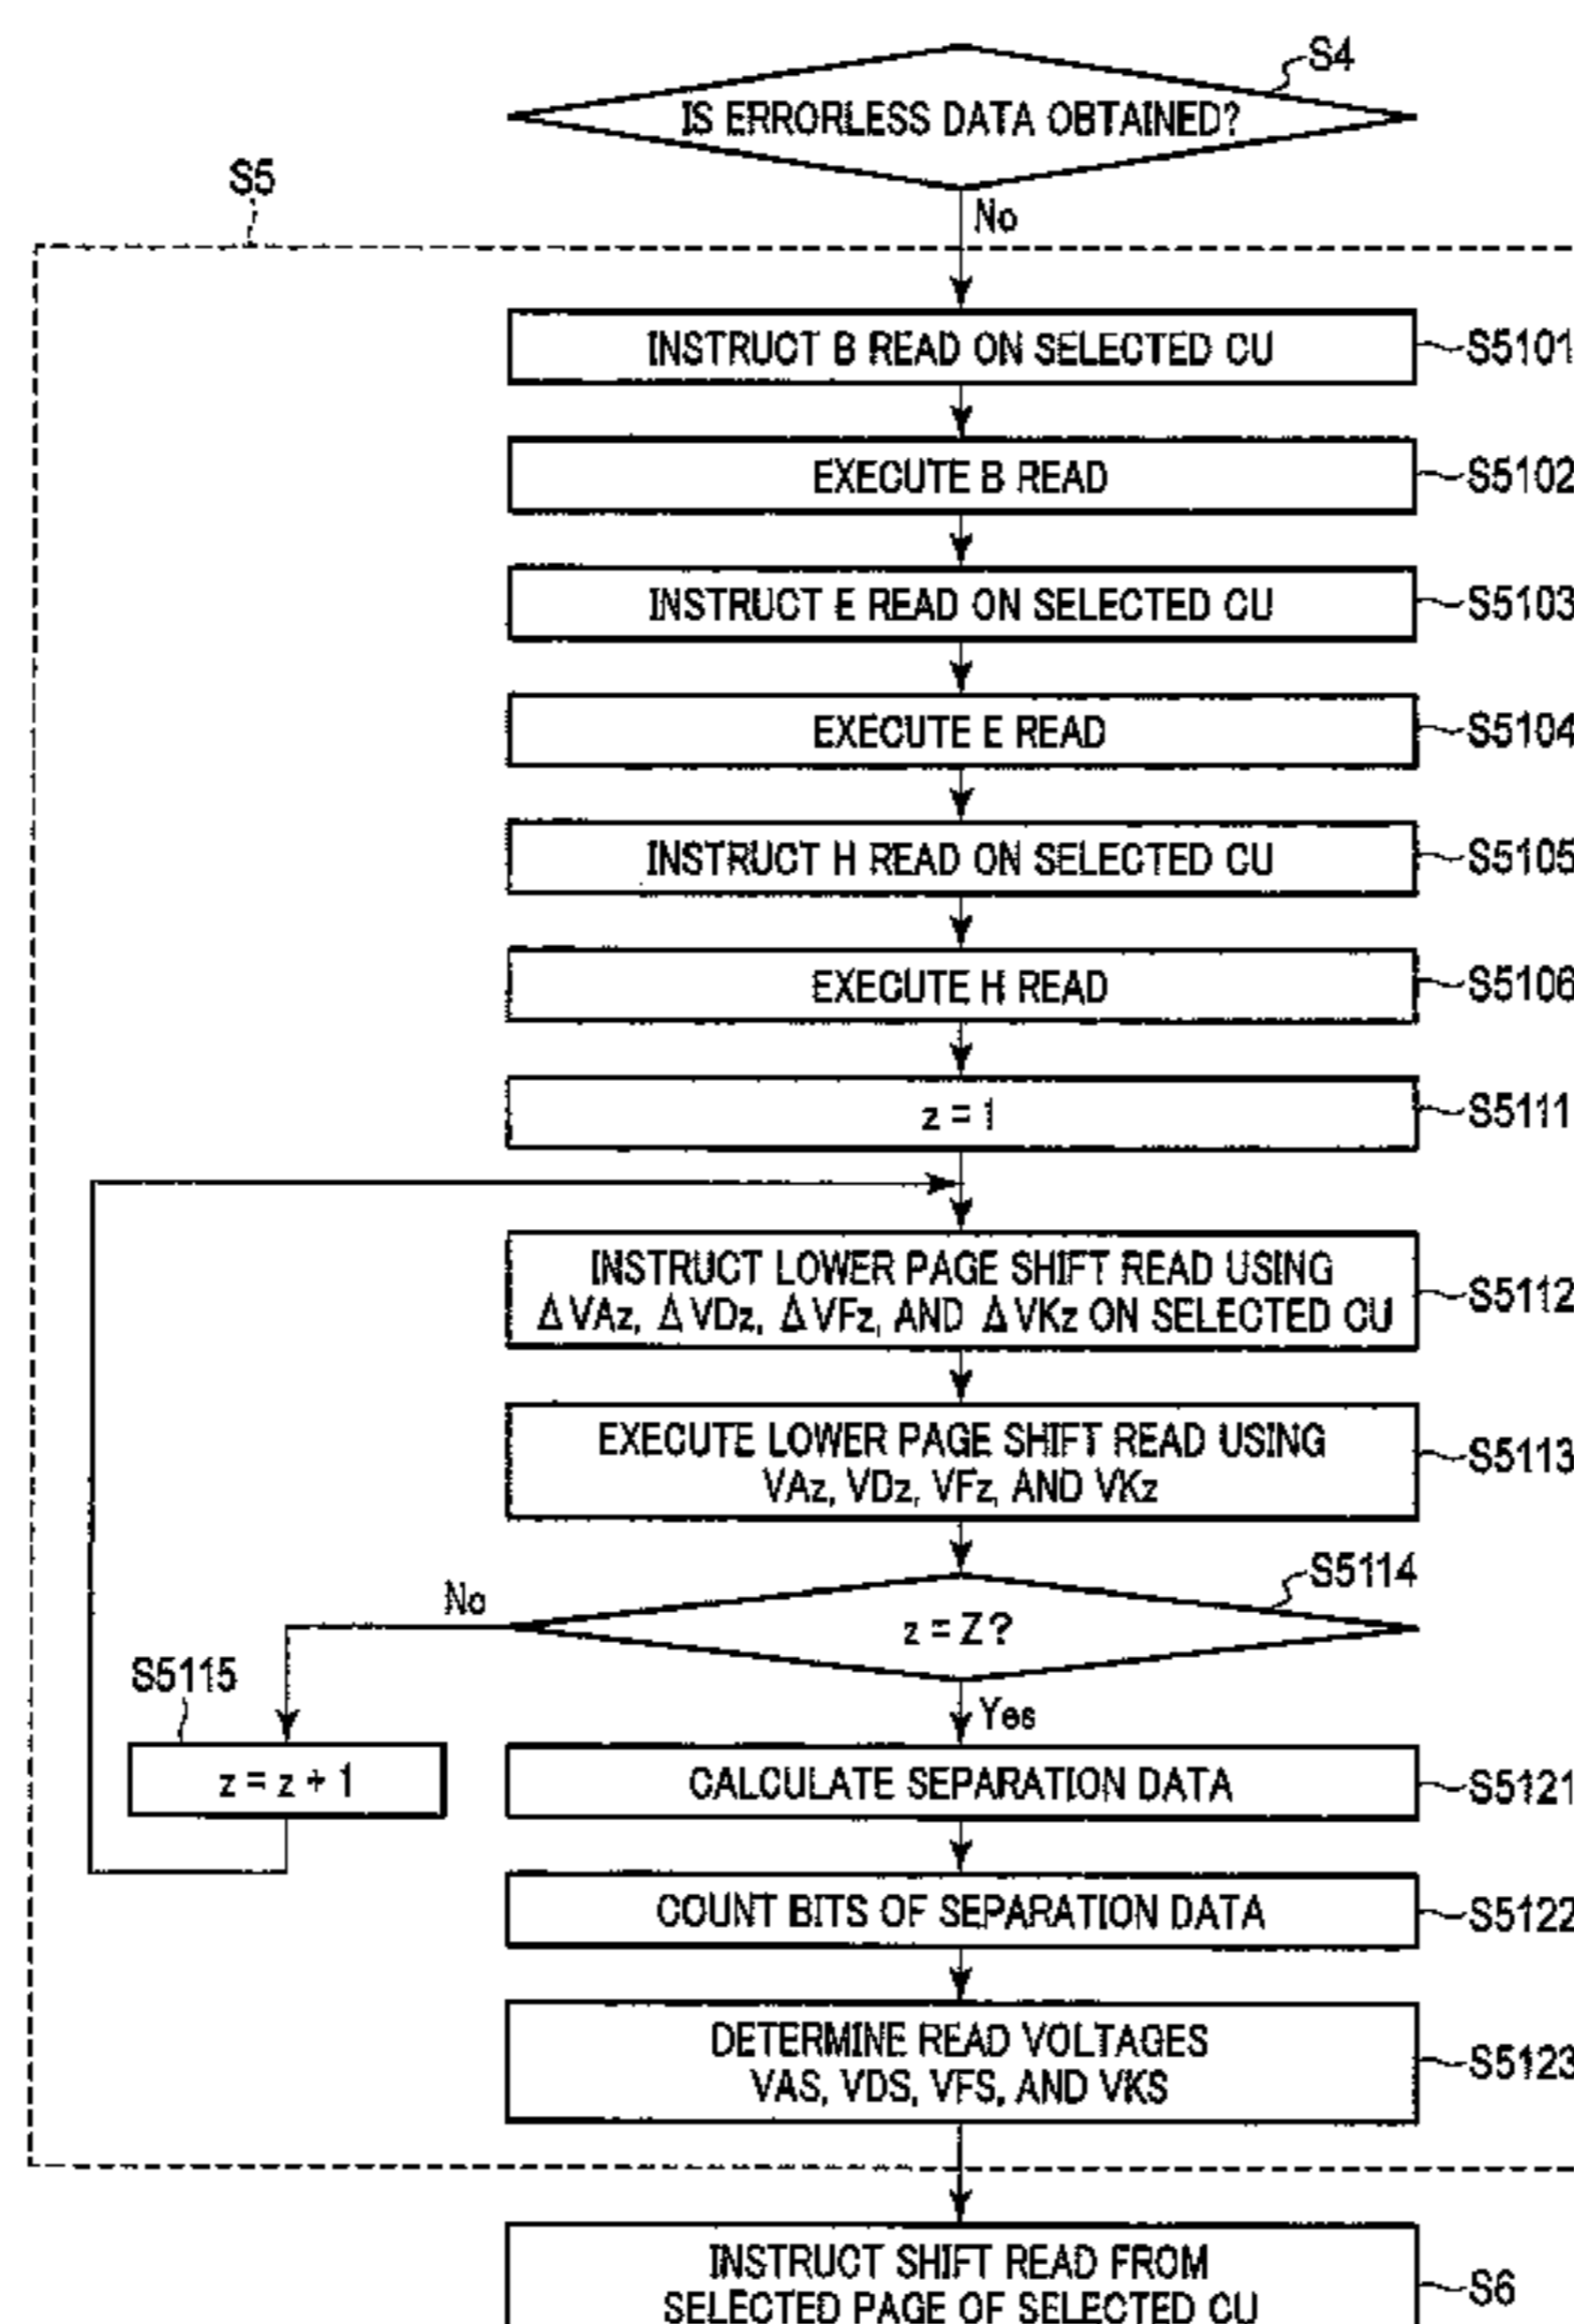 S4
IS ERRORLESS DATA OBTAINED?
S5
No
INSTRUCT B READ ON SELECTED CU
S5101
EXECUTE B READ
S5102
INSTRUCT E READ ON SELECTED CU
S5103
EXECUTE E READ
S5104
INSTRUCT H READ ON SELECTED CU
S5105
EXECUTE H READ
S5106
z = 1
S5111
INSTRUCT LOWER PAGE SHIFT READ USING
ΔVAz, ΔVDz, ΔVFz, AND ΔVKz ON SELECTED CU
S5112
EXECUTE LOWER PAGE SHIFT READ USING
VAz, VDz, VFz, AND VKz
S5113
S5114
No
z = Z?
S5115
Yes
z = z + 1
CALCULATE SEPARATION DATA
S5121
COUNT BITS OF SEPARATION DATA
S5122
DETERMINE READ VOLTAGES
VAS, VDS, VFS, AND VKS
S5123
INSTRUCT SHIFT READ FROM
SELECTED PAGE OF SELECTED CU
S6